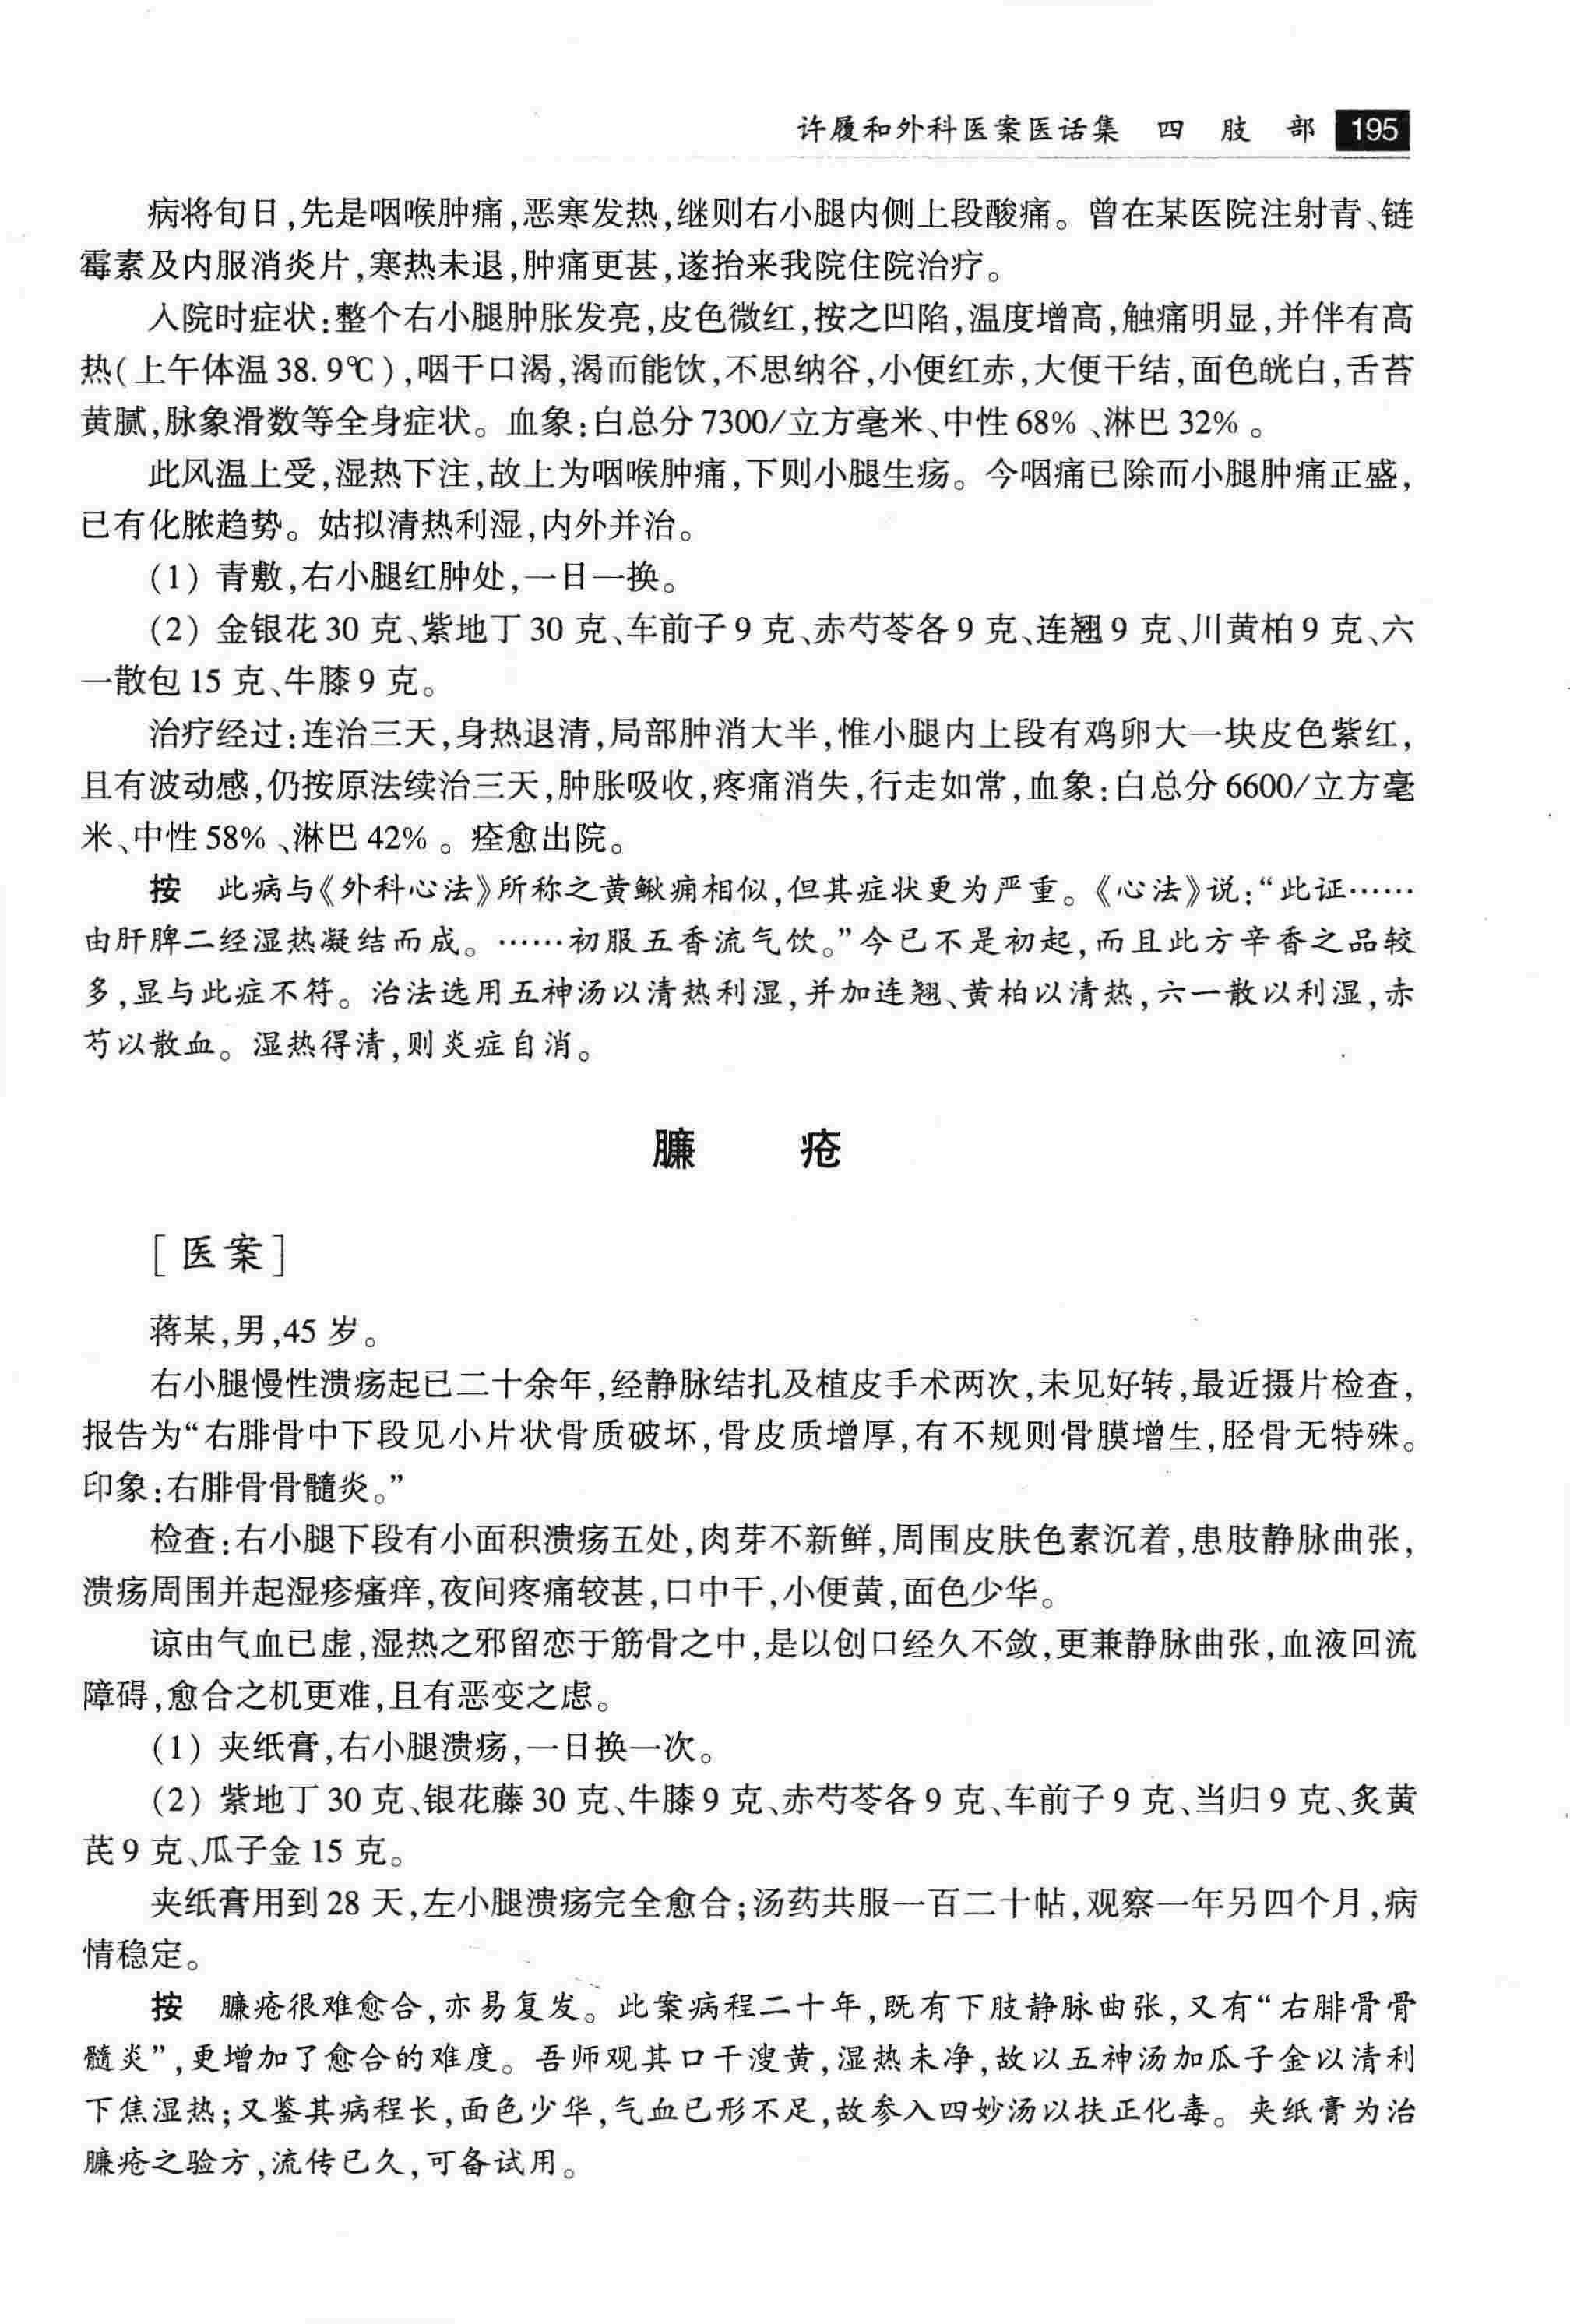 许履和外科医案医话集 四 肢 部 195
病将旬日,先是咽喉肿痛,恶寒发热,继则右小腿内侧上段酸痛。曾在某医院注射青、链
霉素及内服消炎片,寒热未退,肿痛更甚,遂抬来我院住院治疗。
入院时症状:整个右小腿肿胀发亮,皮色微红,按之凹陷,温度增高,触痛明显,并伴有高
热(上午体温38.9℃),咽干口渴,渴而能饮,不思纳谷,小便红赤,大便干结,面色㿠白,舌苔
黄腻,脉象滑数等全身症状。血象:白总分7300/立方毫米、中性68%、淋巴32%。
此风温上受,湿热下注,故上为咽喉肿痛,下则小腿生疡。今咽痛已除而小腿肿痛正盛,
已有化脓趋势。姑拟清热利湿,内外并治。
(1) 青敷,右小腿红肿处,一日一换。
(2) 金银花30克、紫地丁30克、车前子9克、赤芍苓各9克、连翘9克、川黄柏9克、六
一散包15克、牛膝9克。
治疗经过:连治三天,身热退清,局部肿消大半,惟小腿内上段有鸡卵大一块皮色紫红,
且有波动感,仍按原法续治三天,肿胀吸收,疼痛消失,行走如常,血象:白总分6600/立方毫
米、中性58%、淋巴42%。痊愈出院。
按 此病与《外科心法》所称之黄鳅痈相似,但其症状更为严重。《心法》说:“此证……
由肝脾二经湿热凝结而成。……初服五香流气饮。”今已不是初起,而且此方辛香之品较
多,显与此症不符。治法选用五神汤以清热利湿,并加连翘、黄柏以清热,六一散以利湿,赤
芍以散血。湿热得清,则炎症自消。
臁 疮
[医案]
蒋某,男,45岁。
右小腿慢性溃疡起已二十余年,经静脉结扎及植皮手术两次,未见好转,最近摄片检查,
报告为“右腓骨中下段见小片状骨质破坏,骨皮质增厚,有不规则骨膜增生,胫骨无特殊。
印象:右腓骨骨髓炎。”
检查:右小腿下段有小面积溃疡五处,肉芽不新鲜,周围皮肤色素沉着,患肢静脉曲张,
溃疡周围并起湿疹瘙痒,夜间疼痛较甚,口中干,小便黄,面色少华。
谅由气血已虚,湿热之邪留恋于筋骨之中,是以创口经久不敛,更兼静脉曲张,血液回流
障碍,愈合之机更难,且有恶变之虑。
(1) 夹纸膏,右小腿溃疡,一日换一次。
(2) 紫地丁30克、银花藤30克、牛膝9克、赤芍苓各9克、车前子9克、当归9克、炙黄
芪9克、瓜子金15克。
夹纸膏用到28天,左小腿溃疡完全愈合;汤药共服一百二十帖,观察一年另四个月,病
情稳定。
按 臁疮很难愈合,亦易复发。此案病程二十年,既有下肢静脉曲张,又有“右腓骨骨
髓炎”,更增加了愈合的难度。吾师观其口干溲黄,湿热未净,故以五神汤加瓜子金以清利
下焦湿热;又鉴其病程长,面色少华,气血已形不足,故参入四妙汤以扶正化毒。夹纸膏为治
臁疮之验方,流传已久,可备试用。